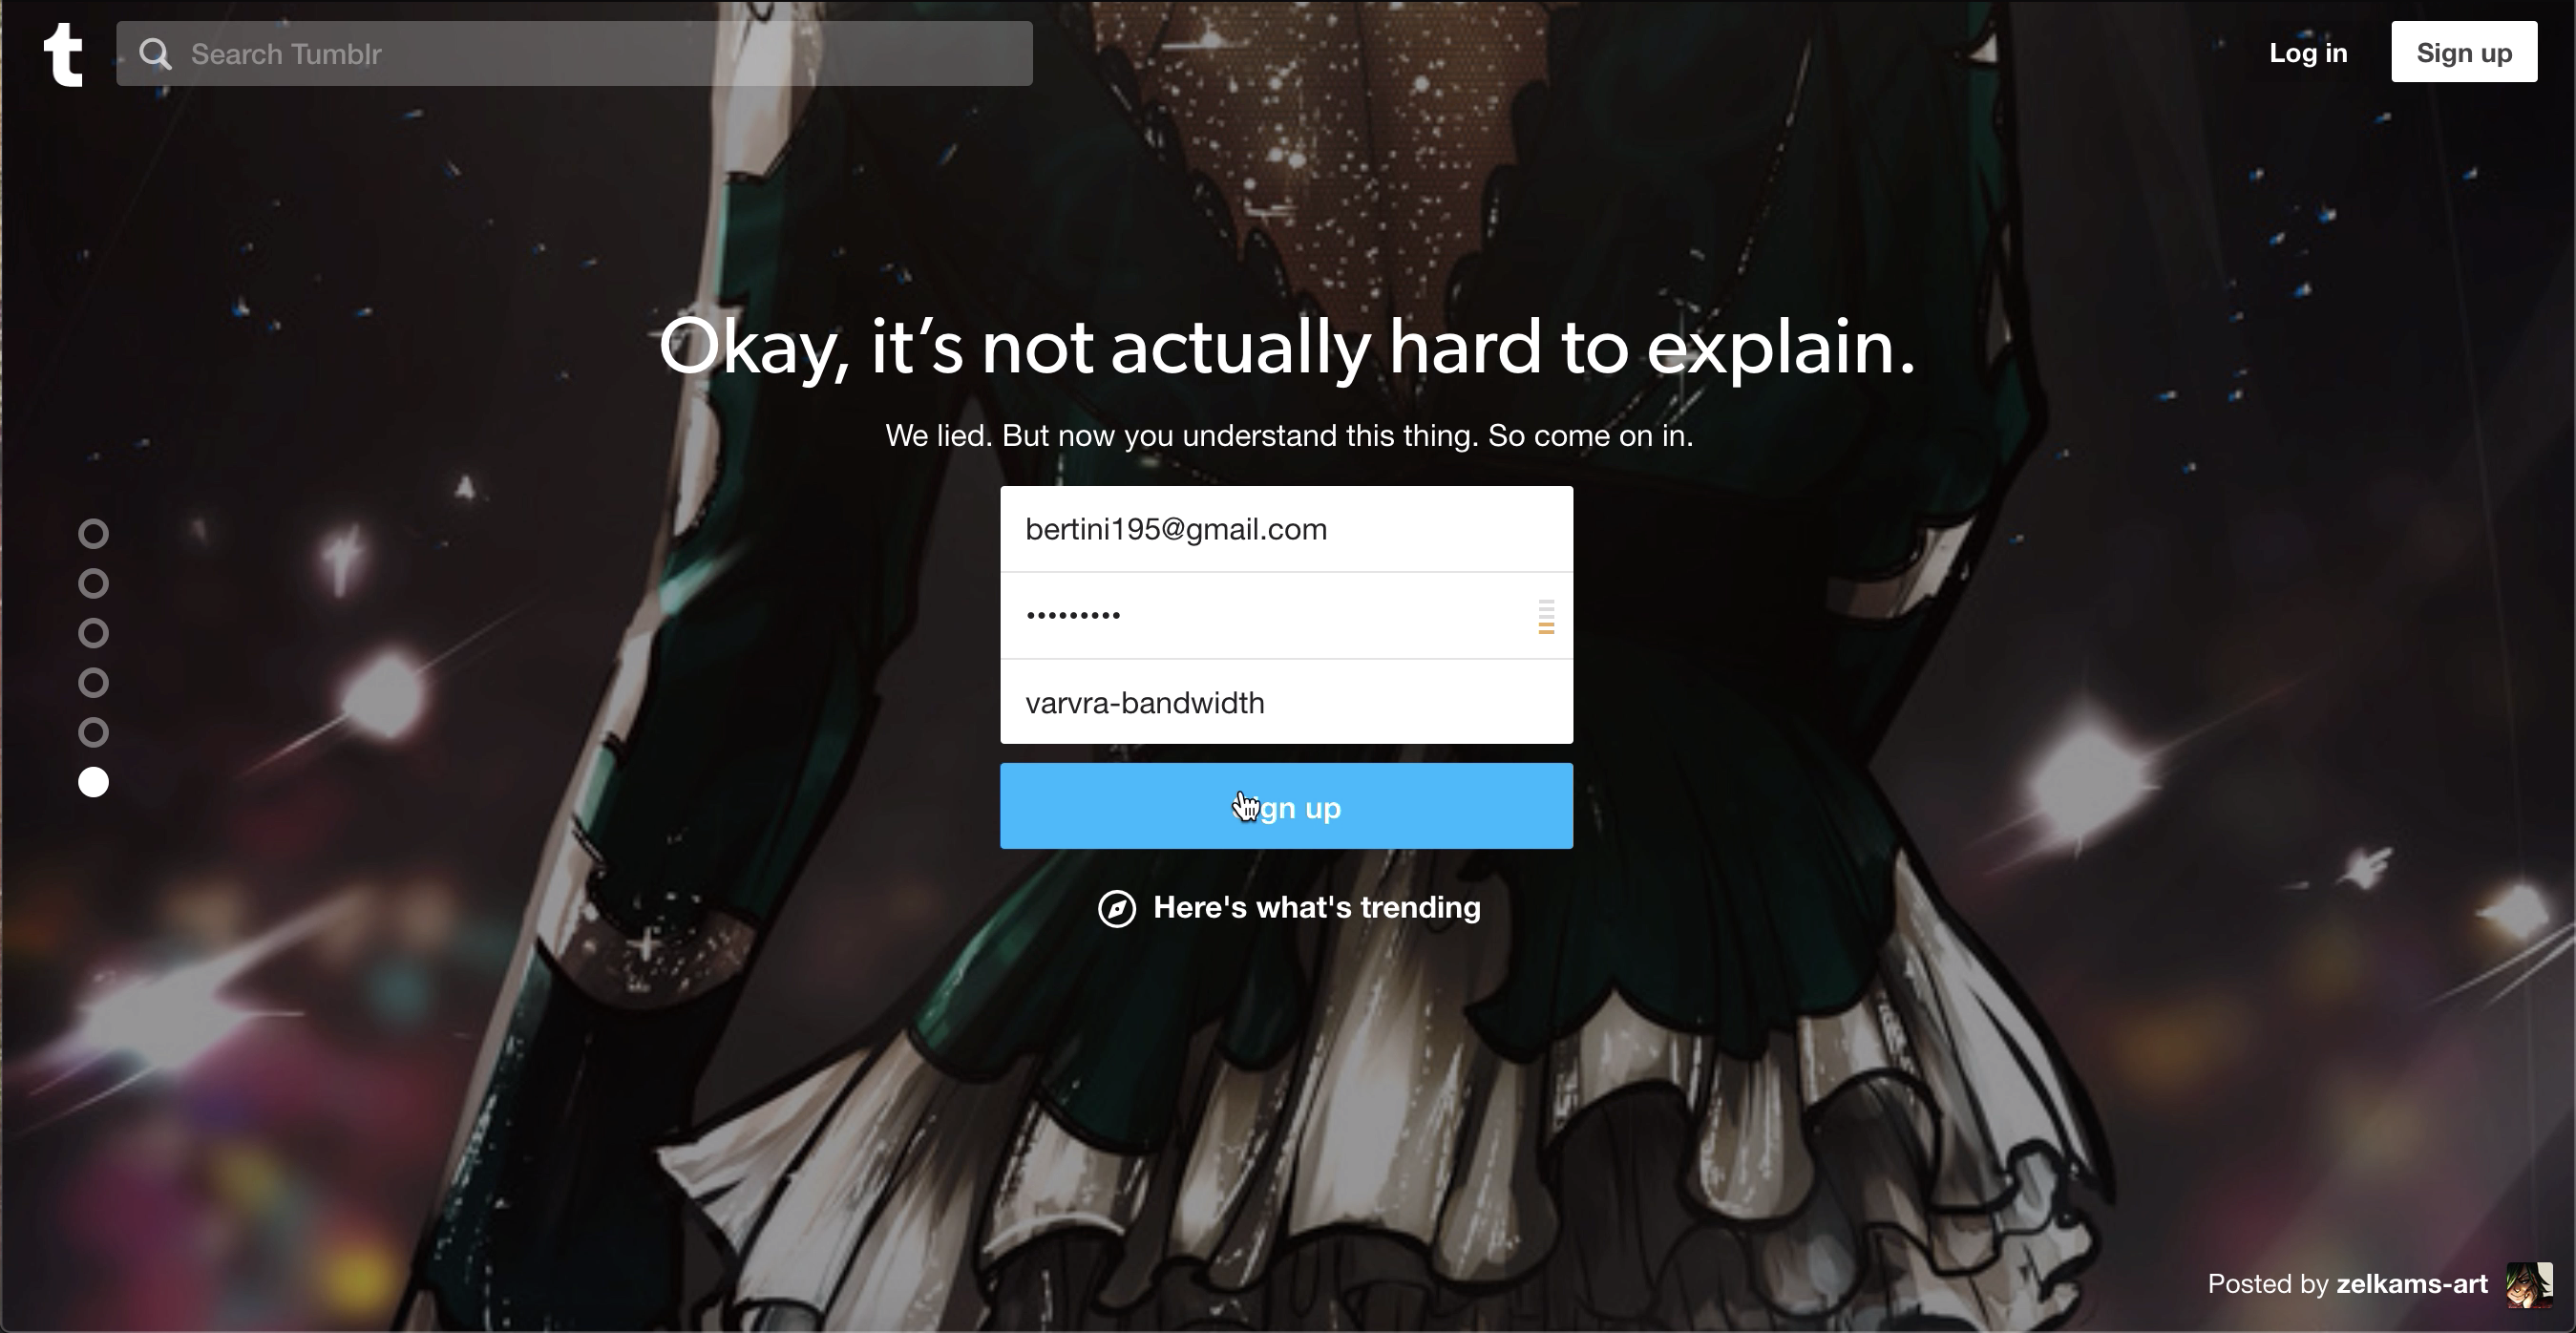 t
Search Tumblr
Log in
Sign up
Okay, it’s not actually hard to explain.
We lied. But now you understand this thing. So come on in.
bertini195@gmail.com
•••••••••
varvra-bandwidth
ign up
Here's what's trending
Posted by zelkams-art